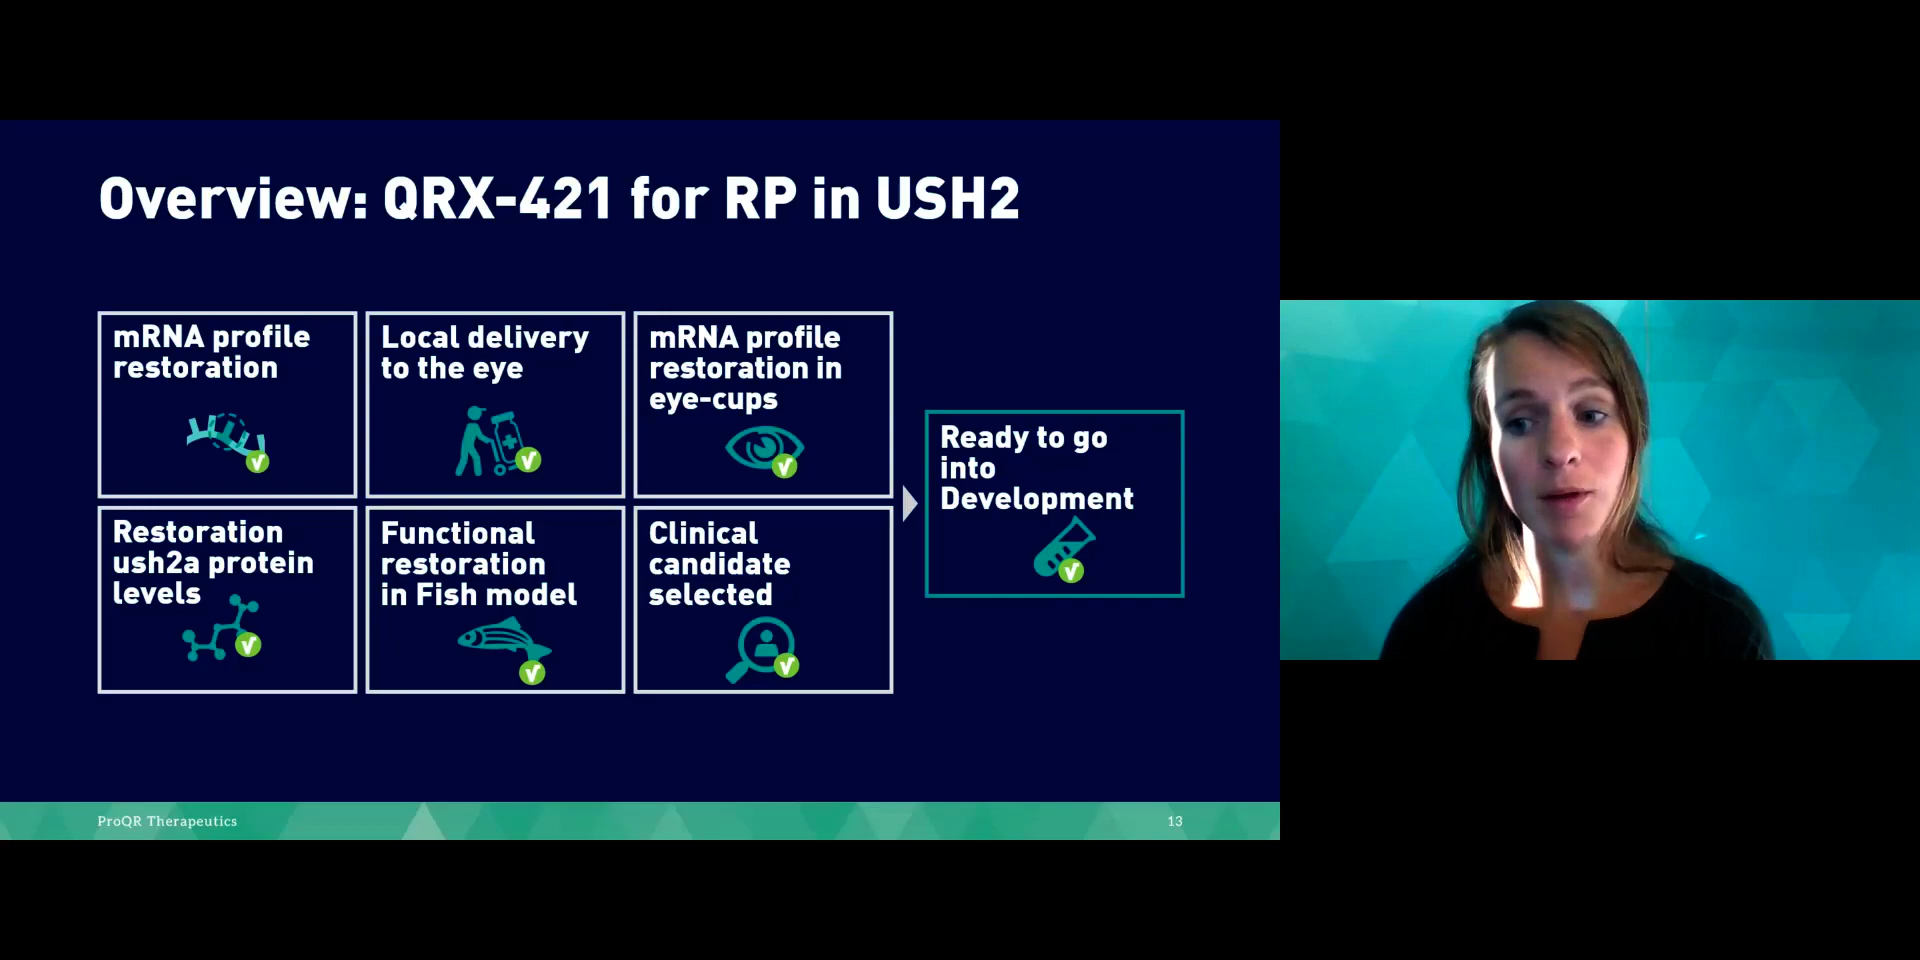 Overview: QRX-421 for RP in USH2
mRNA profile
restoration
Local delivery
to the eye
mRNA profile
restoration in
eye-cups
Restoration
ush2a protein
levels
Functional
restoration
in Fish model
Clinical
candidate
selected
Ready to go
into
Development
ProQR Therapeutics
13